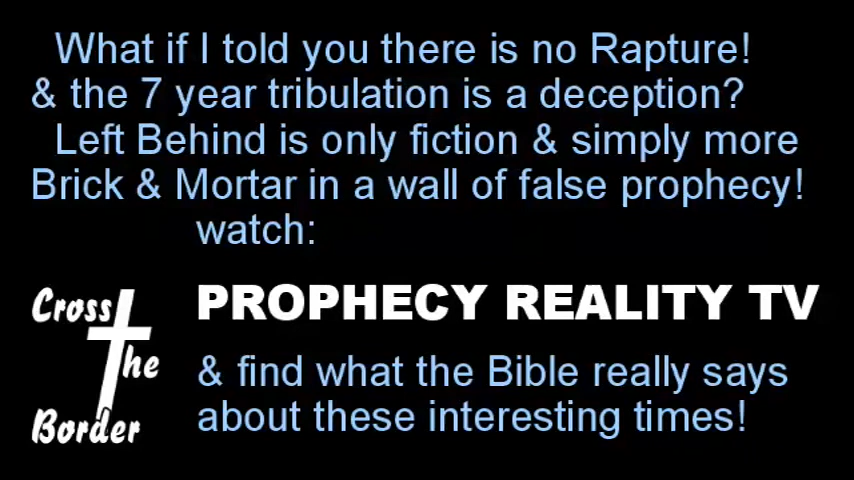 What if I told you there is no Rapture!
& the 7 year tribulation is a deception?
Left Behind is only fiction & simply more
Brick & Mortar in a wall of false prophecy!
watch:
PROPHECY REALITY TV
& find what the Bible really says
about these interesting times!
Cross
The
Border